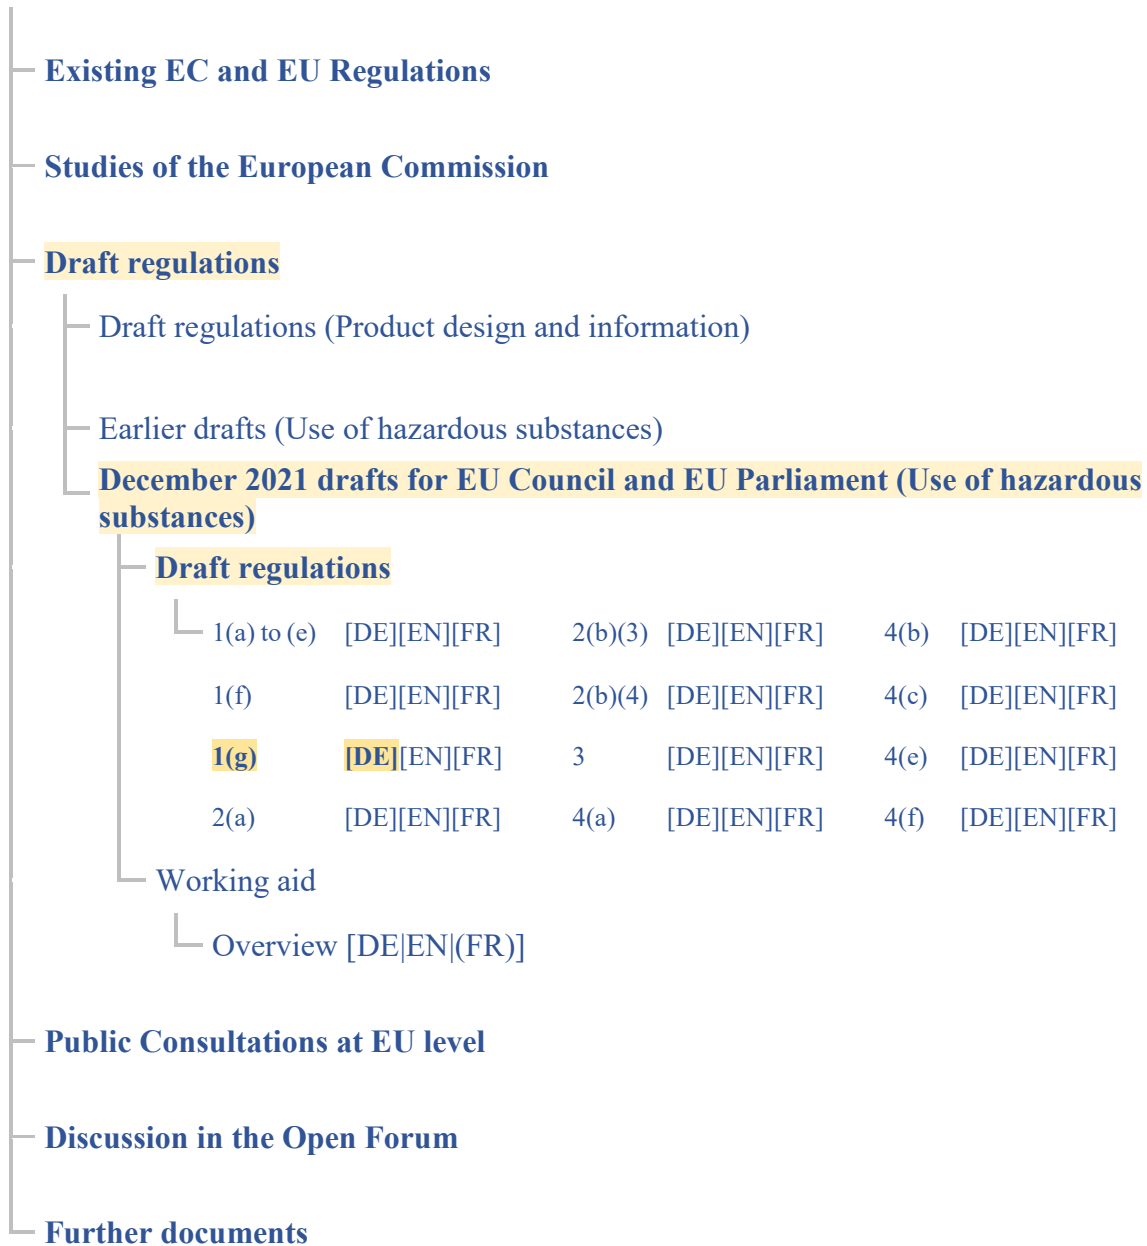 Existing EC and EU Regulations
Studies of the European Commission
Draft regulations
Draft regulations (Product design and information)
Earlier drafts (Use of hazardous substances)
December 2021 drafts for EU Council and EU Parliament (Use of hazardous
substances)
Draft regulations
1(a) to (e) [DE][EN][FR] 2(b)(3) [DE][EN][FR] 4(b) [DE][EN][FR]
1(f) [DE][EN][FR] 2(b)(4) [DE][EN][FR] 4(c) [DE][EN][FR]
1(g) [DE][EN][FR] 3 [DE][EN][FR] 4(e) [DE][EN][FR]
2(a) [DE][EN][FR] 4(a) [DE][EN][FR] 4(f) [DE][EN][FR]
Working aid
Overview [DE|EN|(FR)]
Public Consultations at EU level
Discussion in the Open Forum
Further documents